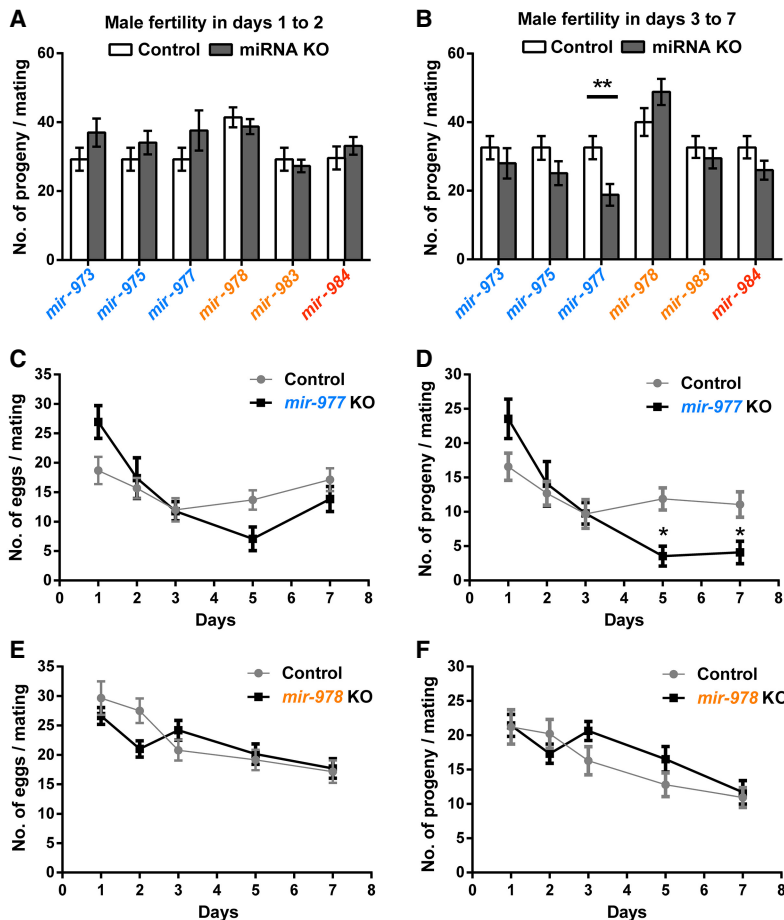 A
Male fertility in days 1 to 2
Control
miRNA KO
No. of progeny / mating
60
40
20
0
mir-973
mir-975
mir-977
mir-978
mir-983
mir-984
B
Male fertility in days 3 to 7
Control
miRNA KO
**
No. of progeny / mating
60
40
20
0
mir-973
mir-975
mir-977
mir-978
mir-983
mir-984
C
Control
mir-977 KO
No. of eggs / mating
35
30
25
20
15
10
5
0
0 1 2 3 4 5 6 7 8
Days
D
Control
mir-977 KO
No. of progeny / mating
30
25
20
15
10
5
0
* *
0 1 2 3 4 5 6 7 8
Days
E
Control
mir-978 KO
No. of eggs / mating
35
30
25
20
15
10
5
0
0 1 2 3 4 5 6 7 8
Days
F
Control
mir-978 KO
No. of progeny / mating
30
25
20
15
10
5
0
0 1 2 3 4 5 6 7 8
Days